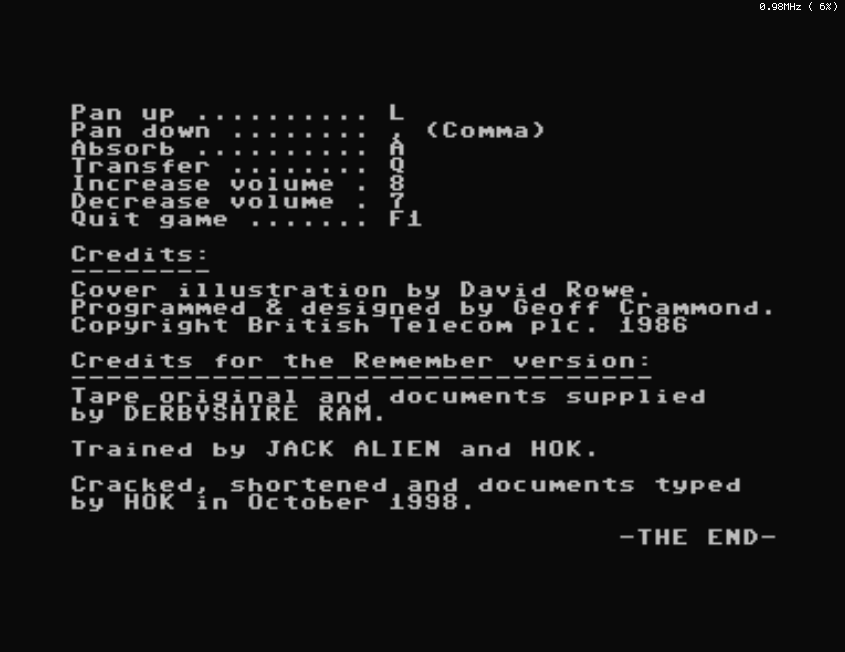 0.98MHz ( 6%)
Pan up .......... L
Pan down ........ , (Comma)
Absorb .......... A
Transfer ........ Q
Increase volume . 8
Decrease volume . 7
Quit game ....... F1
Credits:
--------
Cover illustration by David Rowe.
Programmed & designed by Geoff Crammond.
Copyright British Telecom plc. 1986
Credits for the Remember version:
---------------------------------
Tape original and documents supplied
by DERBYSHIRE RAM.
Trained by JACK ALIEN and HOK.
Cracked, shortened and documents typed
by HOK in October 1998.
-THE END-